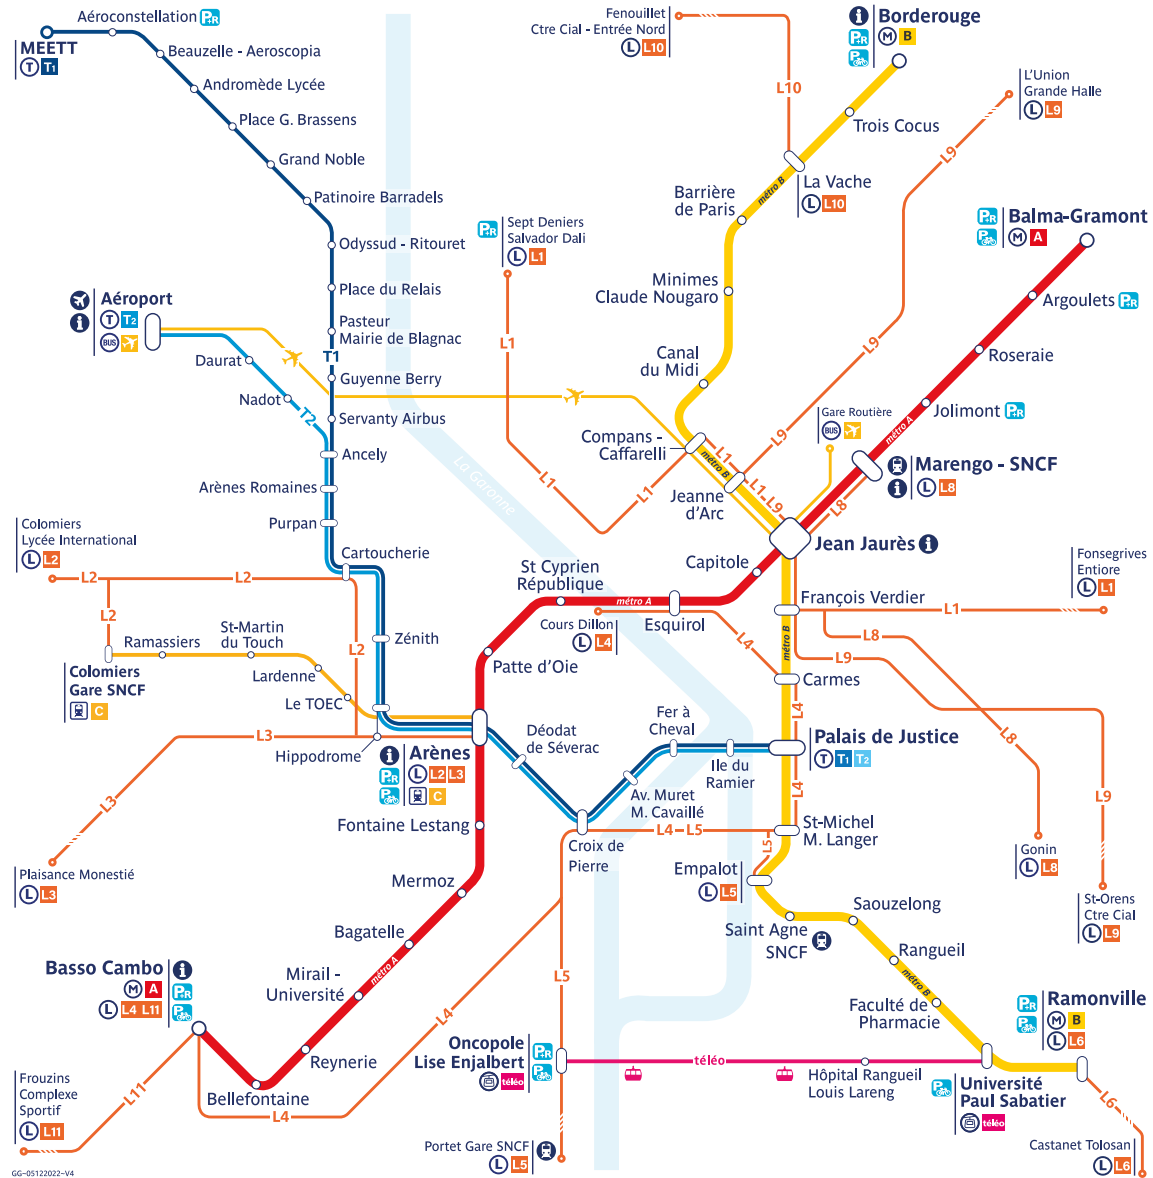 Aéroconstellation P+R
MEETT
T T1
Beauzelle - Aeroscopia
Andromède Lycée
Place G. Brassens
Grand Noble
Patinoire Barradels
Odyssud - Ritouret
Place du Relais
Pasteur
Mairie de Blagnac
T1
Guyenne Berry
Servanty Airbus
Ancely
Arènes Romaines
Purpan
Cartoucherie
Zénith
Aéroport
T T2
BUS
Daurat
Nadot
T2
Fenouillet
Ctre Cial - Entrée Nord
L L10
L10
Borderouge
P+R
M B
Trois Cocus
La Vache
L L10
métro B
Barrière
de Paris
Minimes
Claude Nougaro
Canal
du Midi
Compans -
Caffarelli
métro B
Jeanne
d'Arc
L'Union
Grande Halle
L L9
L9
L9
L9
P+R
Balma-Gramont
M A
Argoulets P+R
Roseraie
Jolimont P+R
métro A
Gare Routière
BUS
Marengo - SNCF
L L8
L8
Jean Jaurès
P+R
Sept Deniers
Salvador Dali
L L1
L1
L1
L1
L1
L1
L9
La Garonne
Capitole
St Cyprien
République
métro A
Esquirol
Cours Dillon
L L4
L4
Patte d'Oie
Colomiers
Lycée International
L L2
L2
L2
L2
L2
Ramassiers
St-Martin
du Touch
Lardenne
Le TOEC
Colomiers
Gare SNCF
C
L3
Hippodrome
L3
Plaisance Monestié
L L3
Arènes
P+R
L L2 L3
C
Déodat
de Séverac
Fer à
Cheval
Ile du
Ramier
Av. Muret
M. Cavaillé
Croix de
Pierre
François Verdier
métro B
Carmes
L4
Palais de Justice
T T1 T2
L4
St-Michel
M. Langer
L4
L5
L5
Fonsegrives
Entiore
L L1
L1
L8
L9
L8
L9
Gonin
L L8
St-Orens
Ctre Cial
L L9
Fontaine Lestang
Mermoz
Bagatelle
métro A
Mirail -
Université
Reynerie
Bellefontaine
Basso Cambo
M A
P+R
L L4 L11
Frouzins
Complexe
Sportif
L L11
L11
L4
L4
L5
Empalot
L L5
Saint Agne
SNCF
Saouzelong
Rangueil
métro B
Faculté de
Pharmacie
P+R
Ramonville
M B
L L6
L6
Castanet Tolosan
L L6
Université
Paul Sabatier
téléo
Hôpital Rangueil
Louis Lareng
téléo
Oncopole
Lise Enjalbert
P+R
téléo
Portet Gare SNCF
L L5
GG-05122022-V4